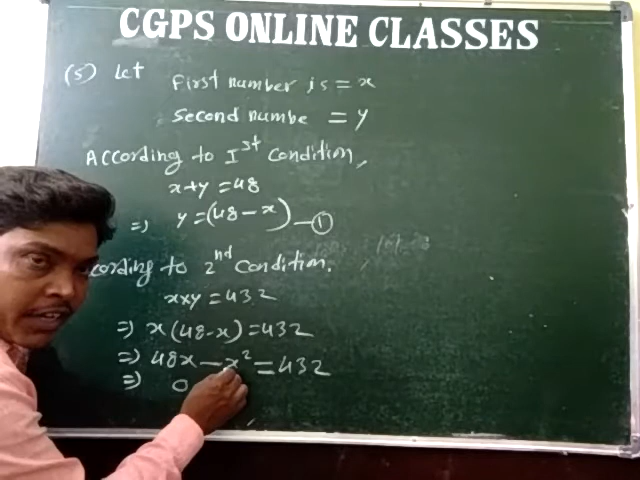 CGPS ONLINE CLASSES
(5) Let First number is = x
Second numbe = y
According to Iˢᵗ Condition,
x+y = 48
=) y = (48 - x) — ①
cording to 2ⁿᵈ Condition.
x×y = 432
=) x(48-x) = 432
=) 48x - x² = 432
=) 0